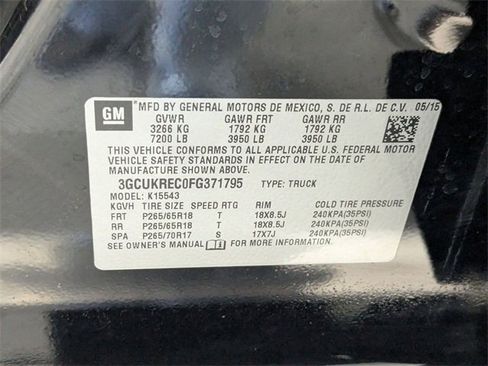 GM MFD BY GENERAL MOTORS DE MEXICO, S. DE R.L. DE C.V. 05/15
GVWR GAWR FRT GAWR RR
3266 KG 1792 KG 1792 KG
7200 LB 3950 LB 3950 LB
THIS VEHICLE CONFORMS TO ALL APPLICABLE U.S. FEDERAL MOTOR
VEHICLE SAFETY AND THEFT PREVENTION STANDARDS IN EFFECT ON THE DATE OF
MANUFACTURE SHOWN ABOVE.
3GCUKREC0FG371795 TYPE: TRUCK
MODEL: K15543
KGVH TIRE SIZE SPEED RTG RIM COLD TIRE PRESSURE
FRT P265/65R18 T 18X8.5J 240KPA(35PSI)
RR P265/65R18 T 18X8.5J 240KPA(35PSI)
SPA P265/70R17 S 17X7J 240KPA(35PSI)
SEE OWNER'S MANUAL FOR MORE INFORMATION.